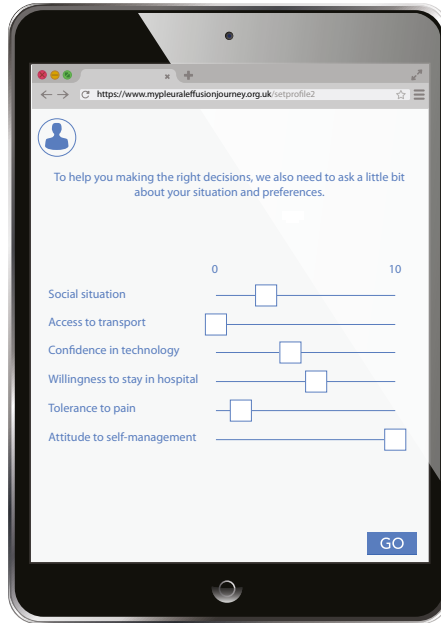 https://www.mypleuraleffusionjourney.org.uk/setprofile2
To help you making the right decisions, we also need to ask a little bit
about your situation and preferences.
0 10
Social situation
Access to transport
Confidence in technology
Willingness to stay in hospital
Tolerance to pain
Attitude to self-management
GO